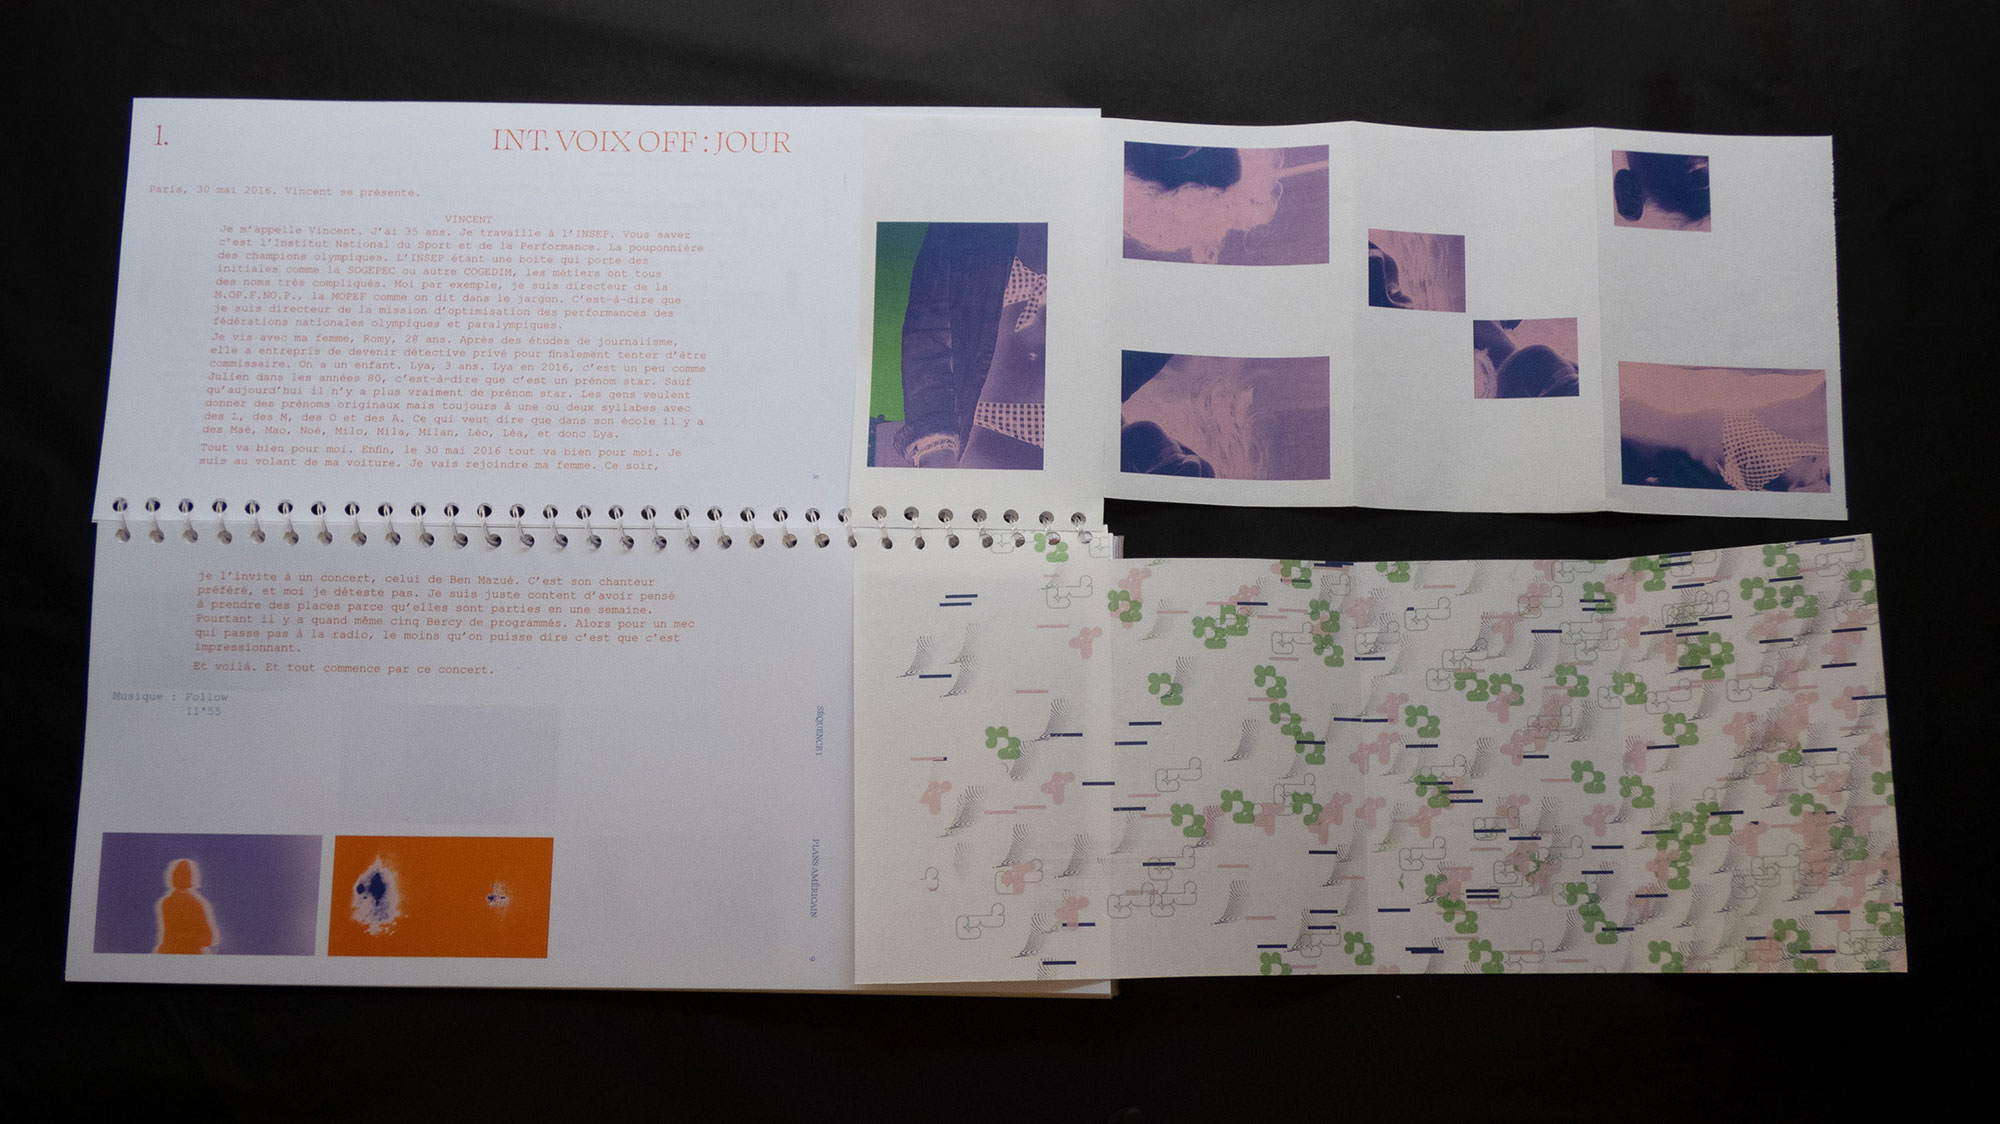 1.
INT. VOIX OFF : JOUR
Paris, 30 mai 2016. Vincent se présente.
VINCENT
Je m'appelle Vincent. J'ai 35 ans. Je travaille à l'INSEP. Vous savez
c'est l'Institut National du Sport et de la Performance. La pouponnière
des champions olympiques. L'INSEP étant une boite qui porte des
initiales comme la SOGEPEC ou autre COGEDIM, les métiers ont tous
des noms très compliqués. Moi par exemple, je suis directeur de la
M.OP.F.NO.P., la MOPEF comme on dit dans le jargon. C'est-à-dire que
je suis directeur de la mission d'optimisation des performances des
fédérations nationales olympiques et paralympiques.
Je vis avec ma femme, Romy, 28 ans. Après des études de journalisme,
elle a entrepris de devenir détective privé pour finalement tenter d'être
commissaire. On a un enfant. Lya, 3 ans. Lya en 2016, c'est un peu comme
Julien dans les années 80, c'est-à-dire que c'est un prénom star. Sauf
qu'aujourd'hui il n'y a plus vraiment de prénom star. Les gens veulent
donner des prénoms originaux mais toujours à une ou deux syllabes avec
des L, des M, des O et des A. Ce qui veut dire que dans son école il y a
des Maé, Mao, Noé, Milo, Mila, Milan, Léo, Léa, et donc Lya.
Tout va bien pour moi. Enfin, le 30 mai 2016 tout va bien pour moi. Je
suis au volant de ma voiture. Je vais rejoindre ma femme. Ce soir,
8
je l'invite à un concert, celui de Ben Mazué. C'est son chanteur
préféré, et moi je déteste pas. Je suis juste content d'avoir pensé
à prendre des places parce qu'elles sont parties en une semaine.
Pourtant il y a quand même cinq Bercy de programmés. Alors pour un mec
qui passe pas à la radio, le moins qu'on puisse dire c'est que c'est
impressionnant.
Et voilà. Et tout commence par ce concert.
Musique : Follow
11'55
SÉQUENCE 1
PLANS AMÉRICAIN
9